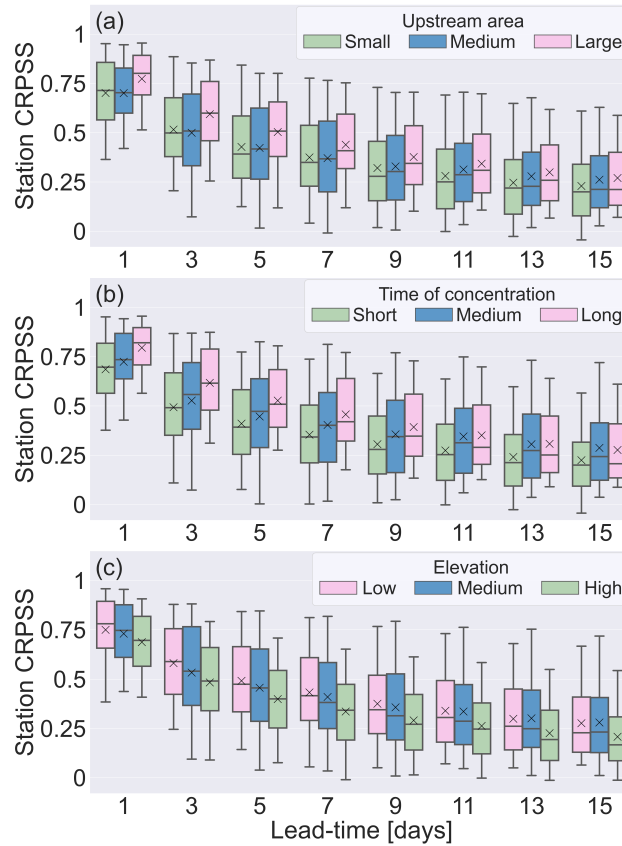 (a)
Upstream area
Small Medium Large
Station CRPSS
1
0.75
0.5
0.25
0
1 3 5 7 9 11 13 15
(b)
Time of concentration
Short Medium Long
Station CRPSS
1
0.75
0.5
0.25
0
1 3 5 7 9 11 13 15
(c)
Elevation
Low Medium High
Station CRPSS
1
0.75
0.5
0.25
0
1 3 5 7 9 11 13 15
Lead-time [days]